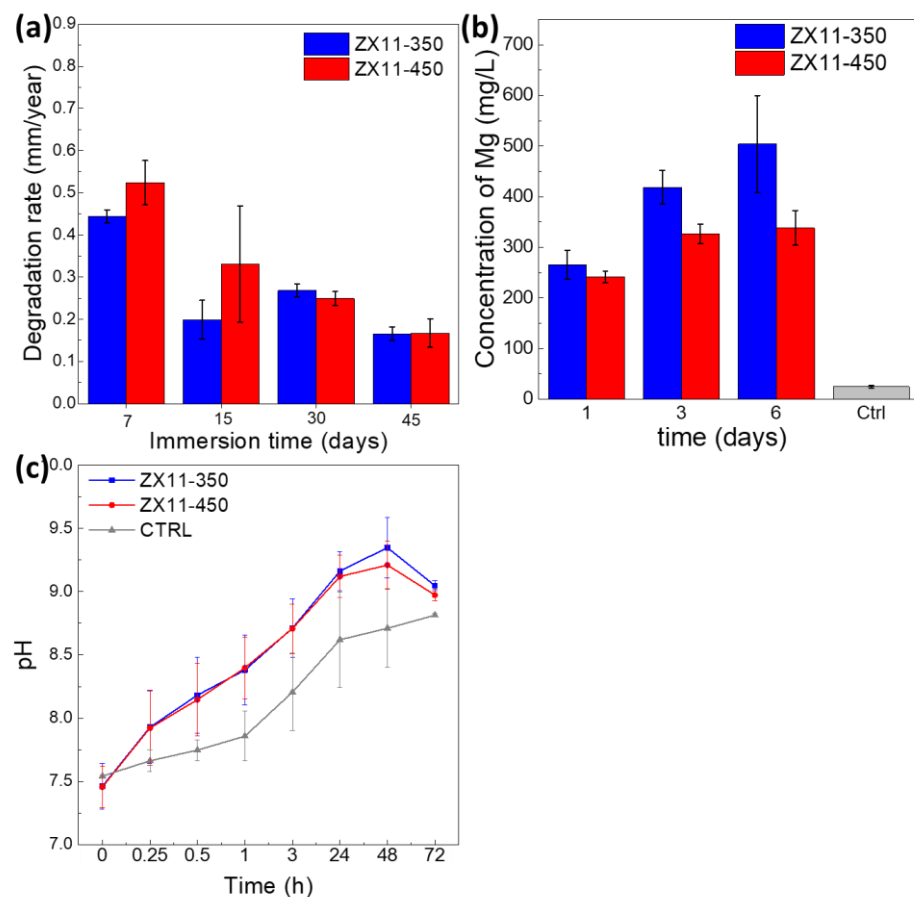 (a)
ZX11-350
ZX11-450
Degradation rate (mm/year)
0.9
0.8
0.7
0.6
0.5
0.4
0.3
0.2
0.1
0.0
7 15 30 45
Immersion time (days)
(b)
ZX11-350
ZX11-450
Concentration of Mg (mg/L)
700
600
500
400
300
200
100
0
1 3 6 Ctrl
time (days)
(c)
ZX11-350
ZX11-450
CTRL
pH
0.0
9.5
9.0
8.5
8.0
7.5
7.0
0 0.25 0.5 1 3 24 48 72
Time (h)